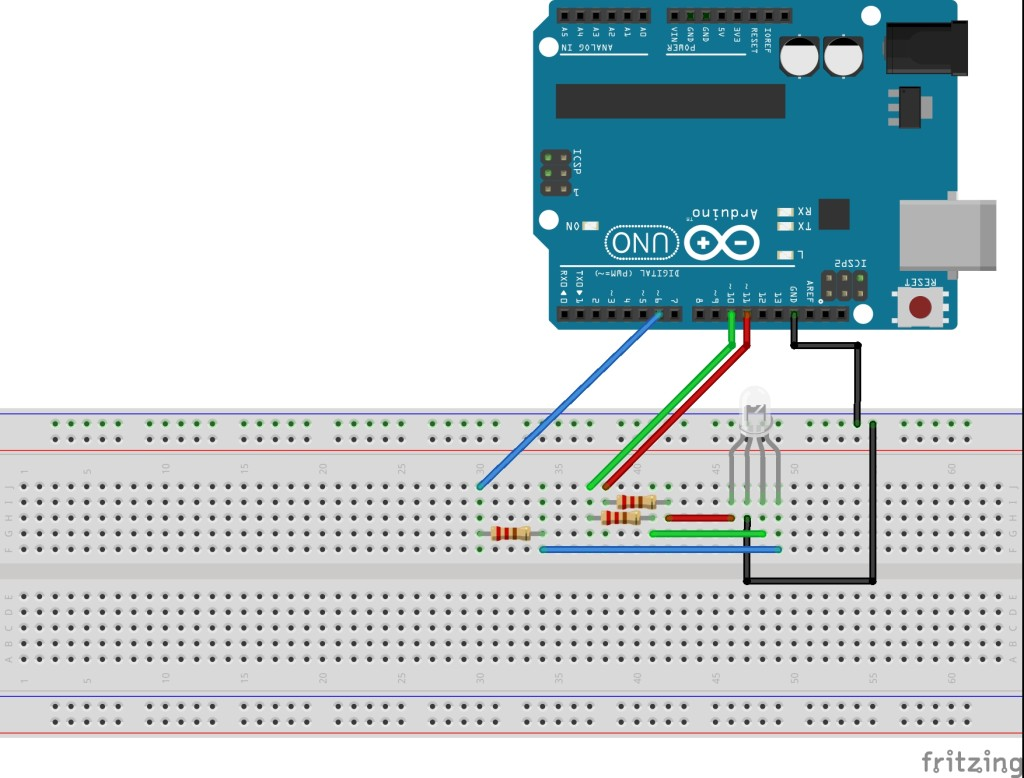 A5 A4 A3 A2 A1 A0
VIN GND GND 5V 3V3 RESET IOREF
ANALOG IN
POWER
ICSP
1
ON
UNO
Arduino
TM
RX
TX
L
ICSP2
RESET
DIGITAL (PWM=~)
RXD◄0 TXD►1 2 ~3 4 ~5 ~6 7 8 ~9 ~10 ~11 12 13 GND AREF
1 5 10 15 20 25 30 35 40 45 50 55 60
J J
I I
H H
G G
F F
E E
D D
C C
B B
A A
1 5 10 15 20 25 30 35 40 45 50 55 60
fritzing